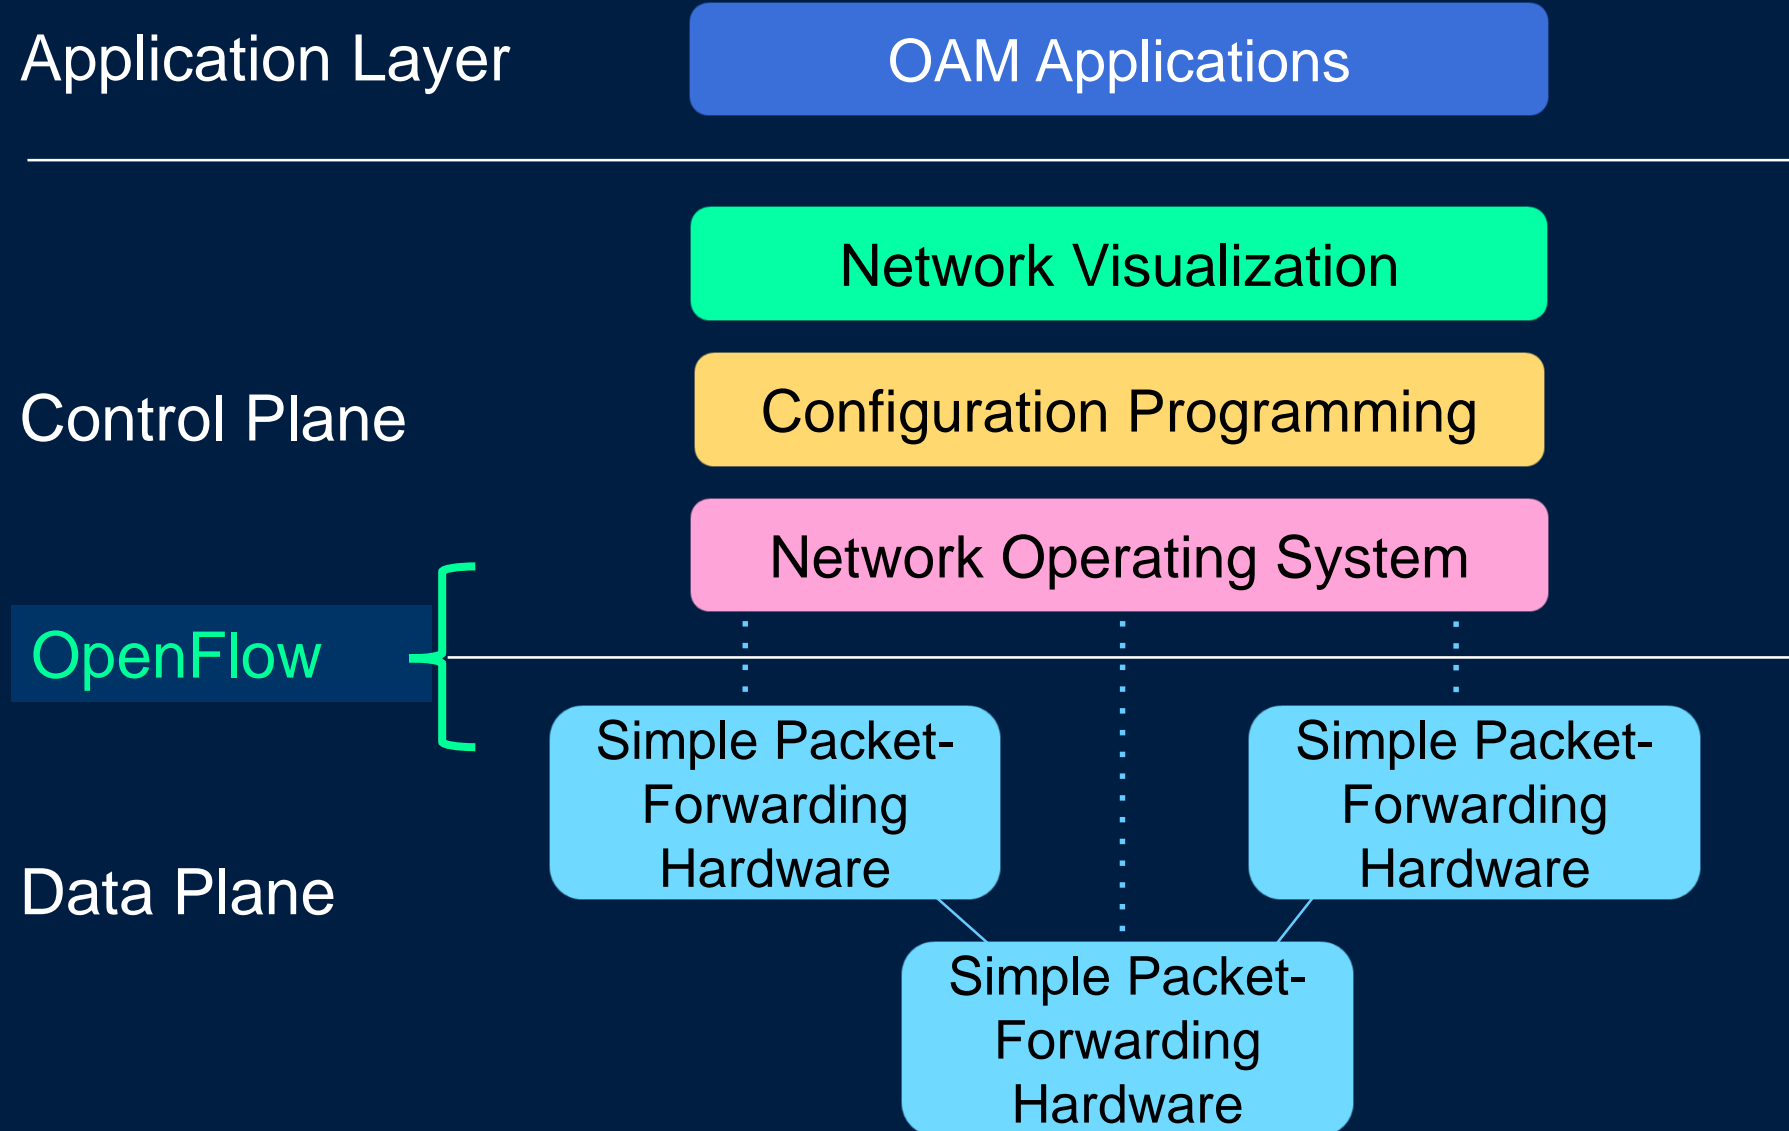 Application Layer
OAM Applications
Network Visualization
Control Plane
Configuration Programming
Network Operating System
OpenFlow
Simple Packet-
Forwarding
Hardware
Simple Packet-
Forwarding
Hardware
Data Plane
Simple Packet-
Forwarding
Hardware